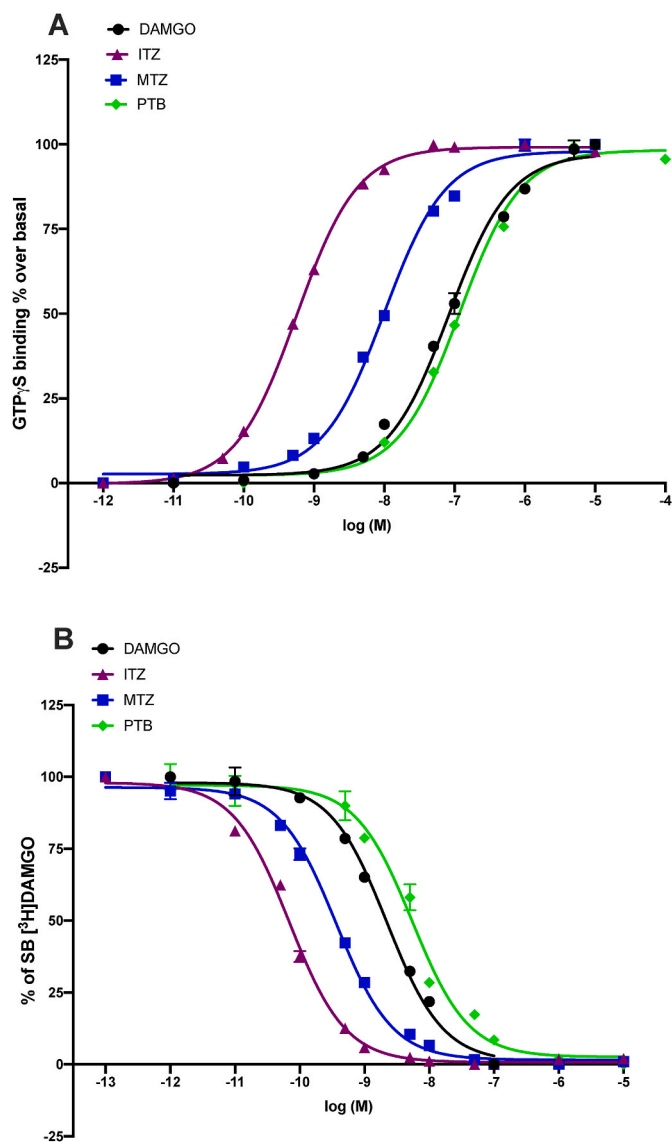 A
DAMGO
ITZ
MTZ
PTB
125
100
75
50
25
0
-25
-12 -11 -10 -9 -8 -7 -6 -5 -4
GTPγS binding % over basal
log (M)
B
DAMGO
ITZ
MTZ
PTB
125
100
75
50
25
0
-25
-13 -12 -11 -10 -9 -8 -7 -6 -5
% of SB [³H]DAMGO
log (M)